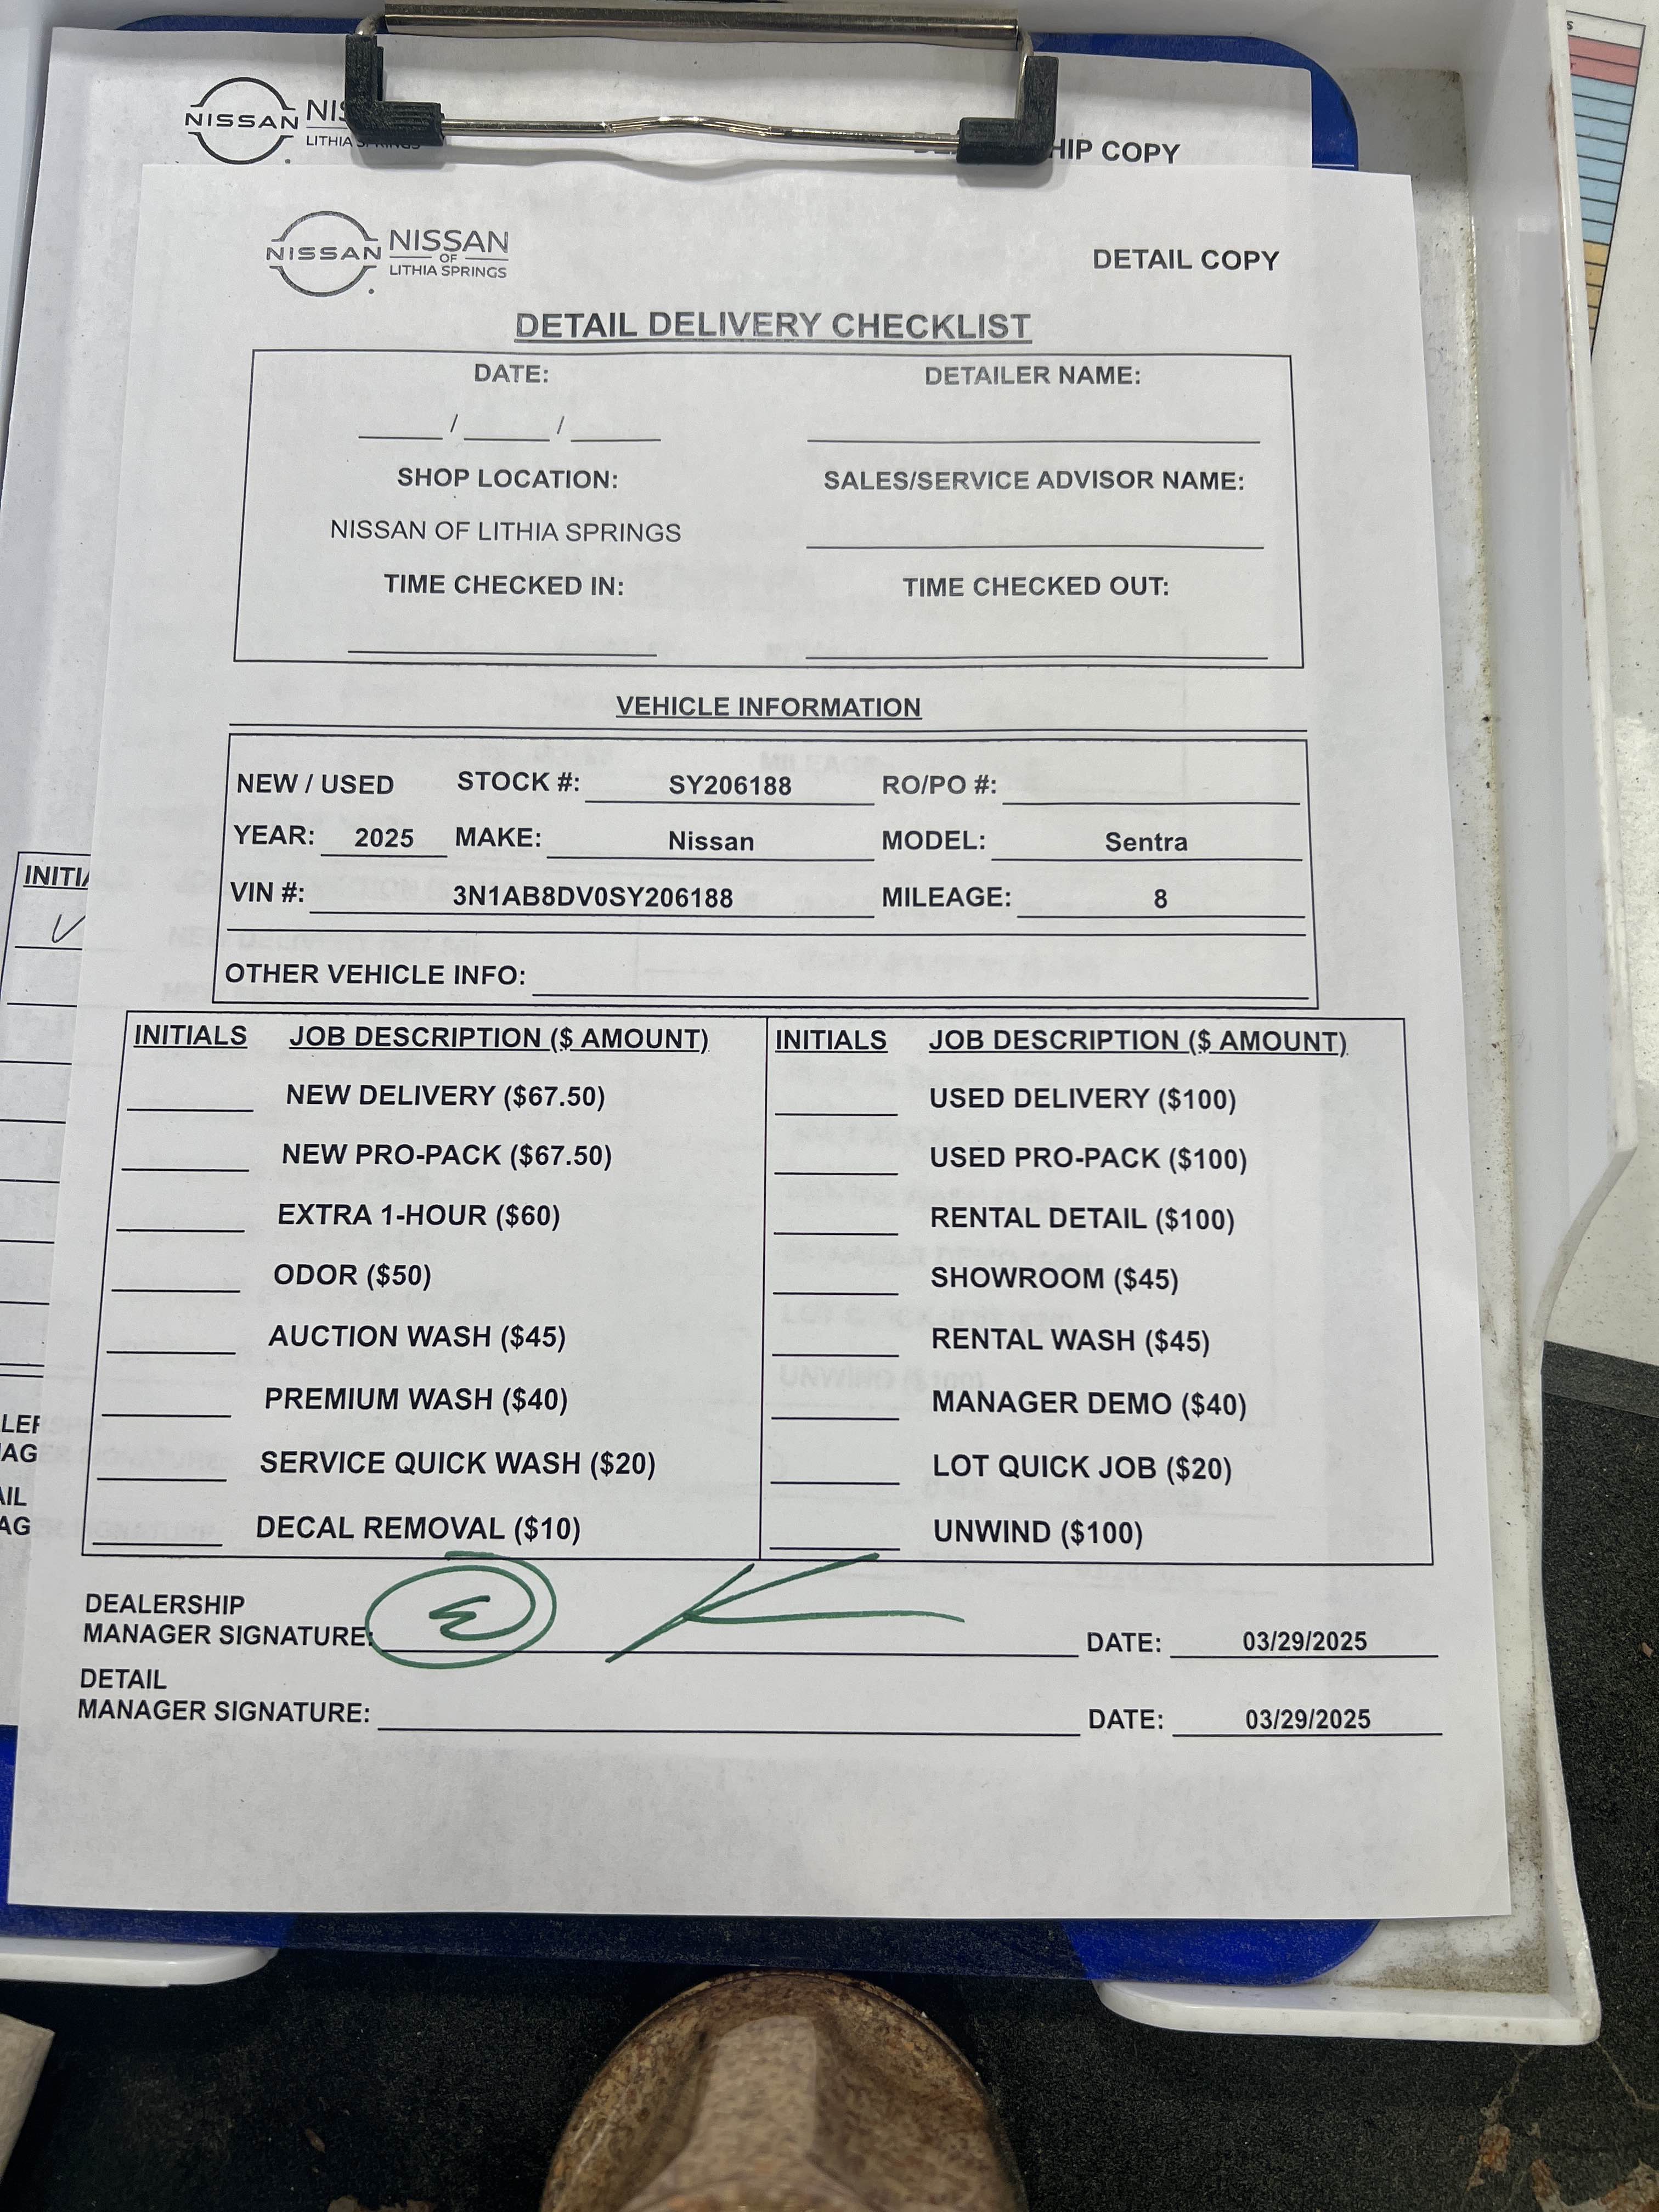 NISSAN
LITHIA SPRINGS
HIP COPY
NISSAN NISSAN
OF
LITHIA SPRINGS
DETAIL COPY
DETAIL DELIVERY CHECKLIST
DATE: DETAILER NAME:
/ /
SHOP LOCATION: SALES/SERVICE ADVISOR NAME:
NISSAN OF LITHIA SPRINGS
TIME CHECKED IN: TIME CHECKED OUT:
VEHICLE INFORMATION
NEW / USED STOCK #: SY206188 RO/PO #:
YEAR: 2025 MAKE: Nissan MODEL: Sentra
VIN #: 3N1AB8DV0SY206188 MILEAGE: 8
OTHER VEHICLE INFO:
INITIALS JOB DESCRIPTION ($ AMOUNT) INITIALS JOB DESCRIPTION ($ AMOUNT)
NEW DELIVERY ($67.50) USED DELIVERY ($100)
NEW PRO-PACK ($67.50) USED PRO-PACK ($100)
EXTRA 1-HOUR ($60) RENTAL DETAIL ($100)
ODOR ($50) SHOWROOM ($45)
AUCTION WASH ($45) RENTAL WASH ($45)
PREMIUM WASH ($40) MANAGER DEMO ($40)
SERVICE QUICK WASH ($20) LOT QUICK JOB ($20)
DECAL REMOVAL ($10) UNWIND ($100)
DEALERSHIP
MANAGER SIGNATURE: DATE: 03/29/2025
DETAIL
MANAGER SIGNATURE: DATE: 03/29/2025